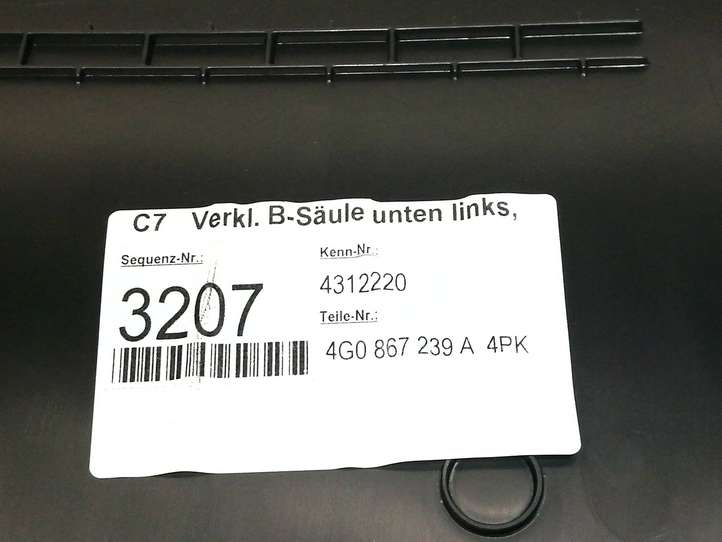 C7 Verkl. B-Säule unten links,
Sequenz-Nr.:
3207
Kenn-Nr.:
4312220
Teile-Nr.:
4G0 867 239 A 4PK